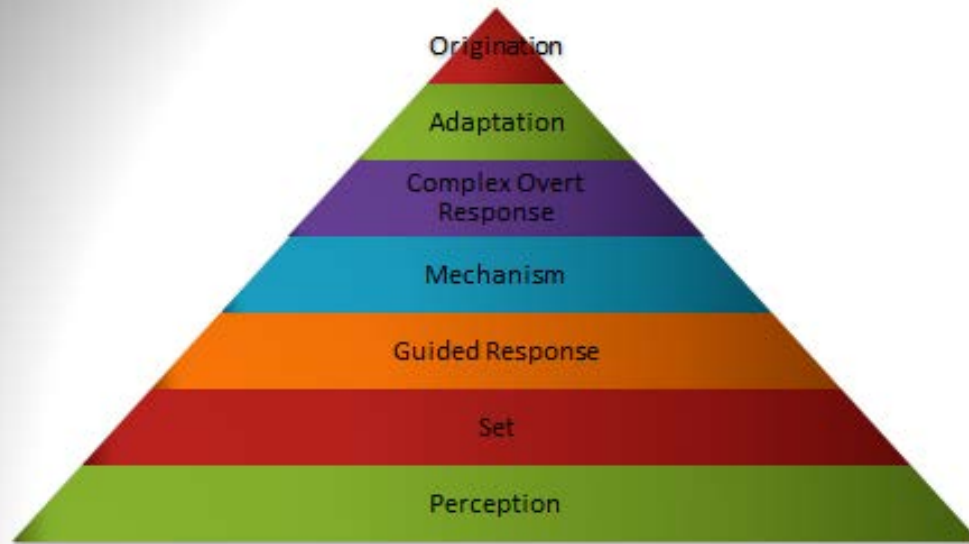 Origination
Adaptation
Complex Overt
Response
Mechanism
Guided Response
Set
Perception